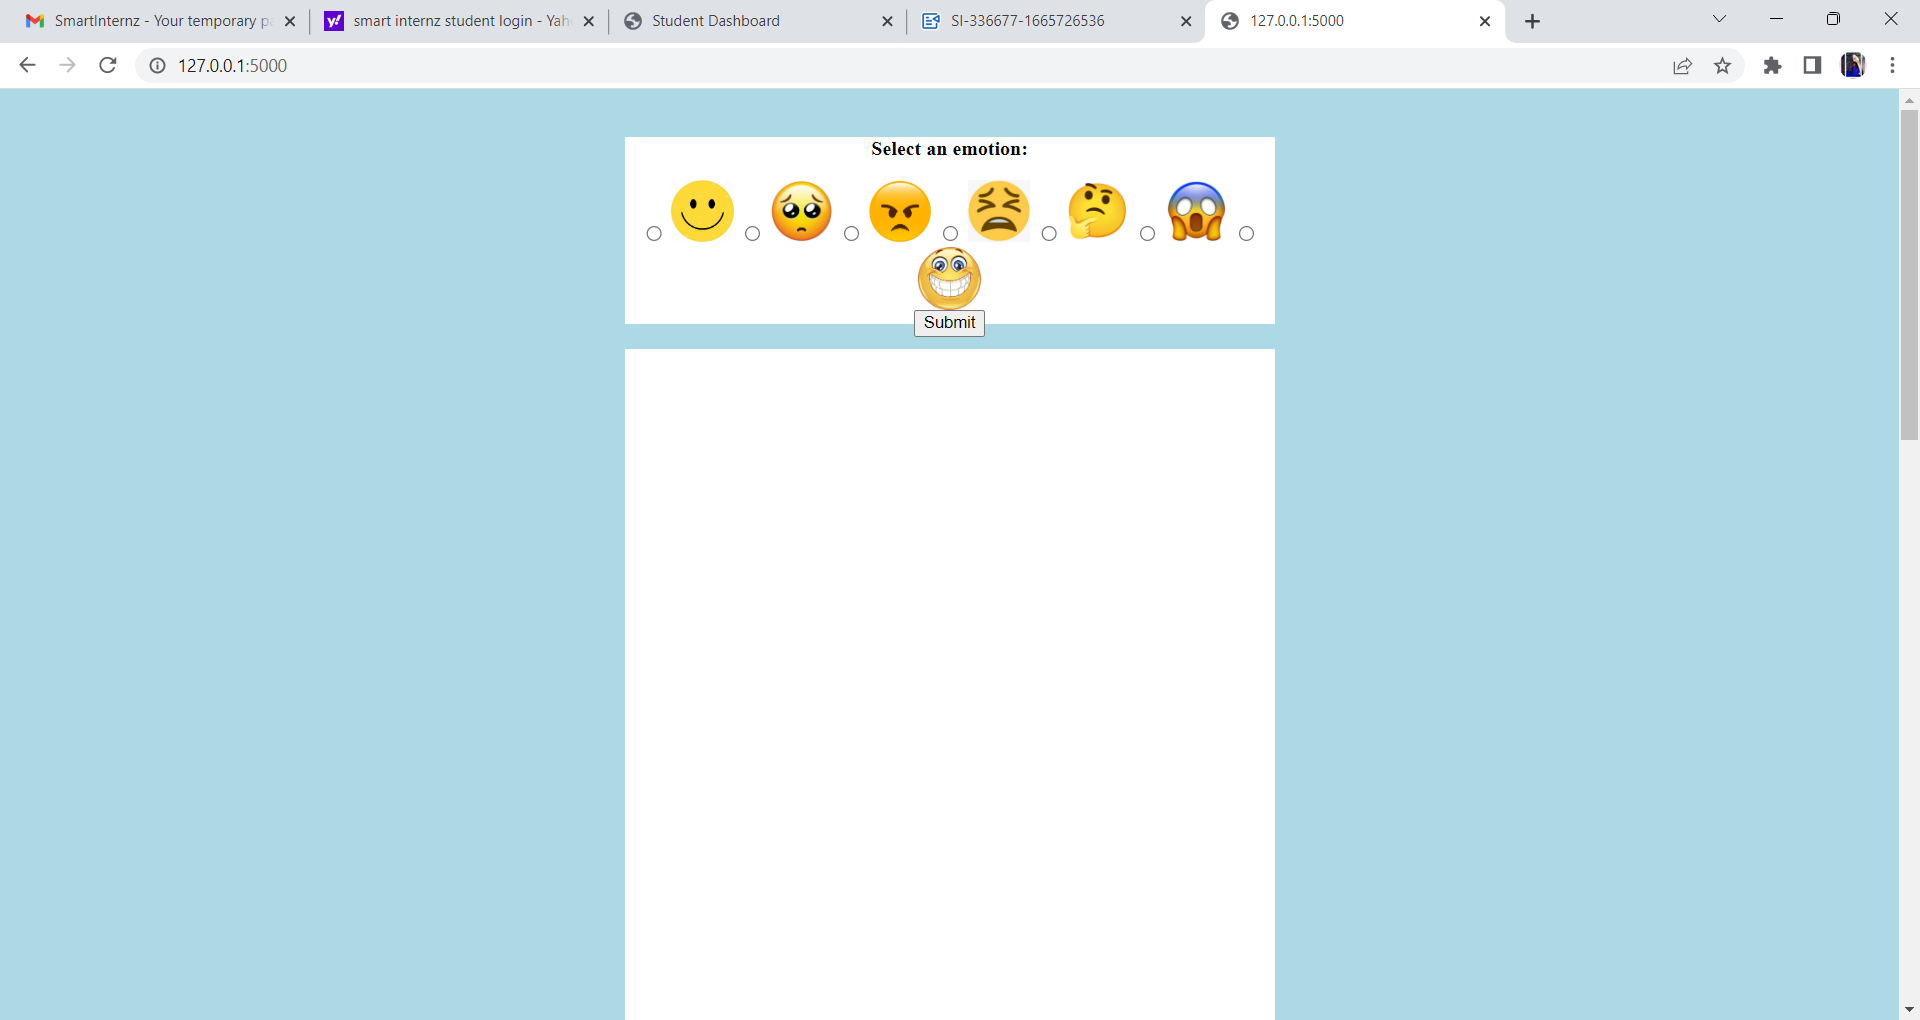 SmartInternz - Your temporary pa
smart internz student login - Yah
Student Dashboard
SI-336677-1665726536
127.0.0.1:5000
127.0.0.1:5000
Select an emotion:
Submit